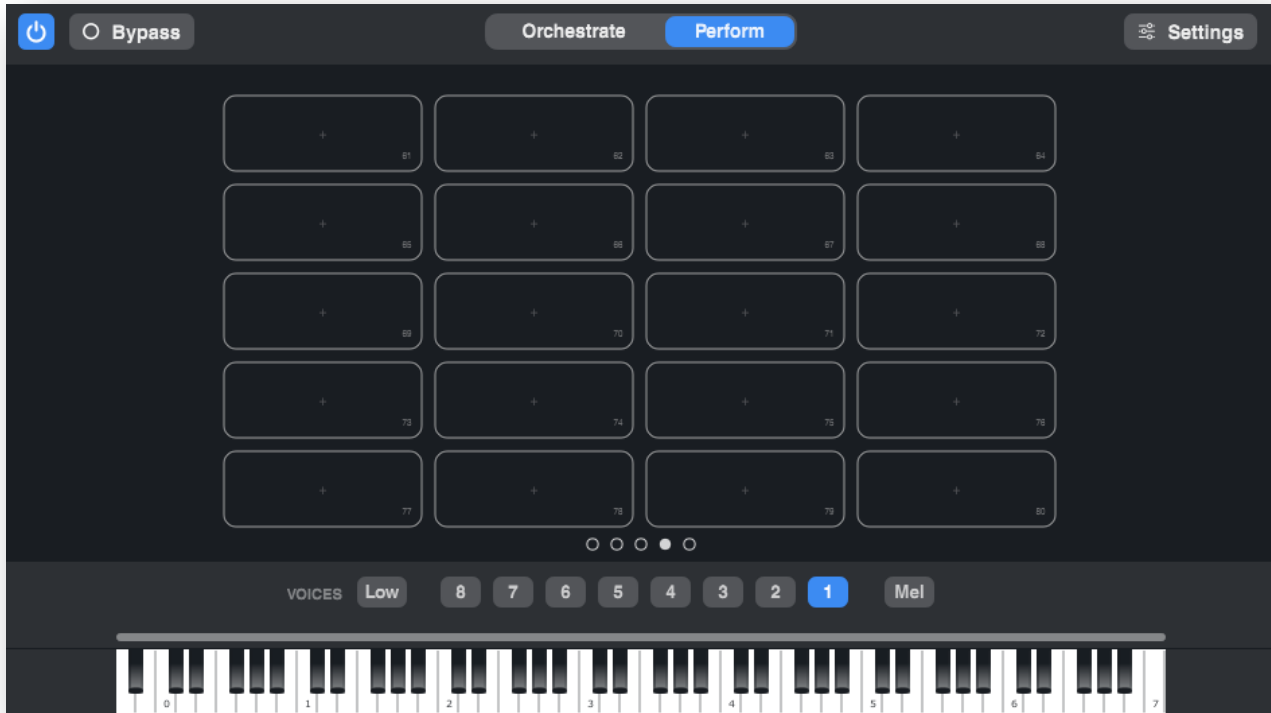 Bypass Orchestrate Perform Settings
+ 61 + 62 + 63 + 64
+ 65 + 66 + 67 + 68
+ 69 + 70 + 71 + 72
+ 73 + 74 + 75 + 76
+ 77 + 78 + 79 + 80
VOICES Low 8 7 6 5 4 3 2 1 Mel
0 1 2 3 4 5 6 7